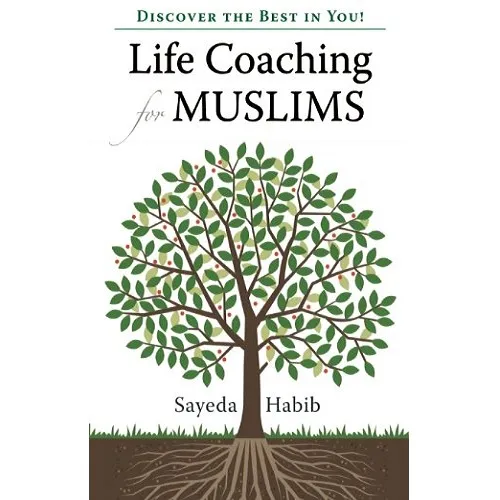 DISCOVER THE BEST IN YOU!
Life Coaching
for MUSLIMS
Sayeda Habib